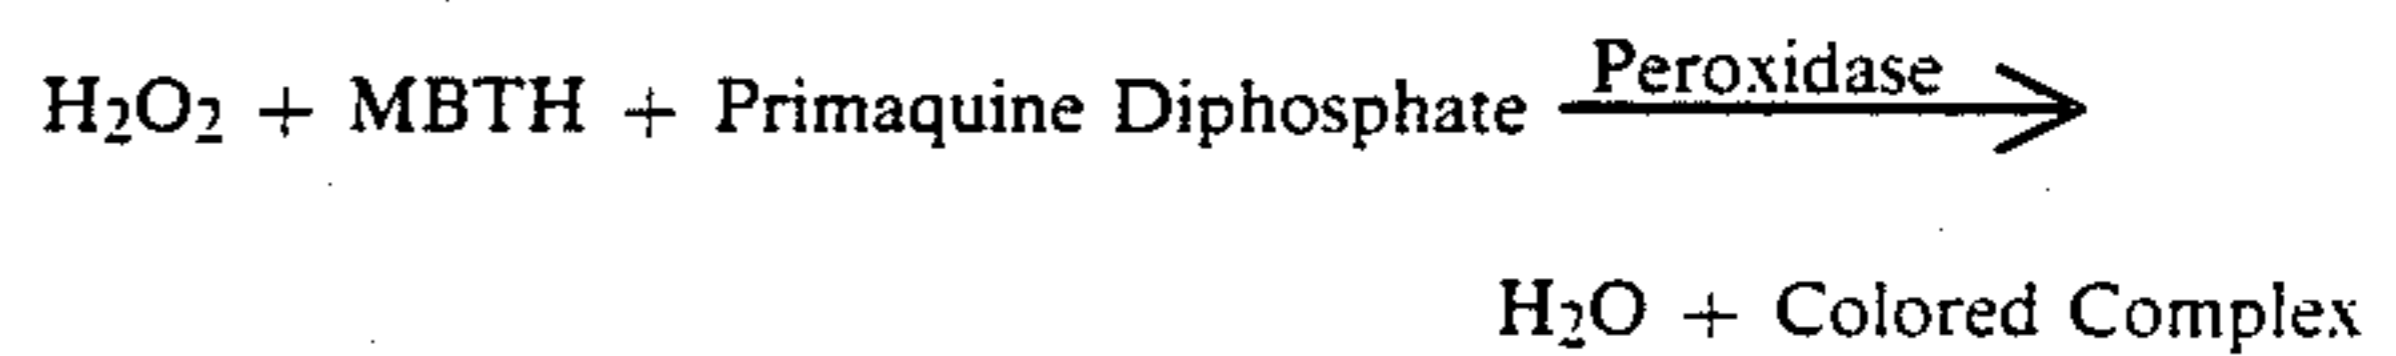 H₂O₂ + MBTH + Primaquine Diphosphate Peroxidase
H₂O + Colored Complex